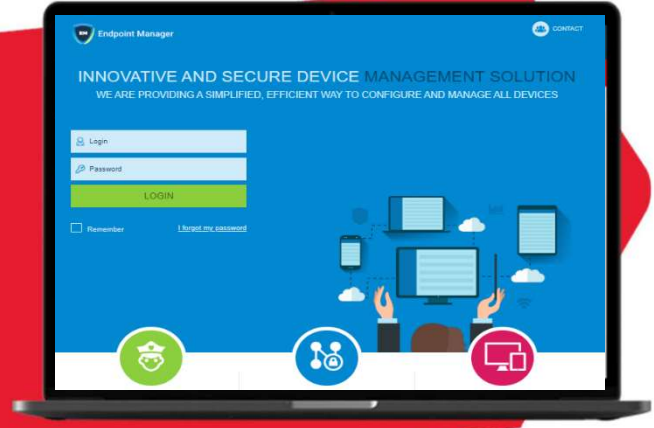 EM Endpoint Manager
CONTACT
INNOVATIVE AND SECURE DEVICE MANAGEMENT SOLUTION
WE ARE PROVIDING A SIMPLIFIED, EFFICIENT WAY TO CONFIGURE AND MANAGE ALL DEVICES
Login
Password
LOGIN
Remember
I forgot my password